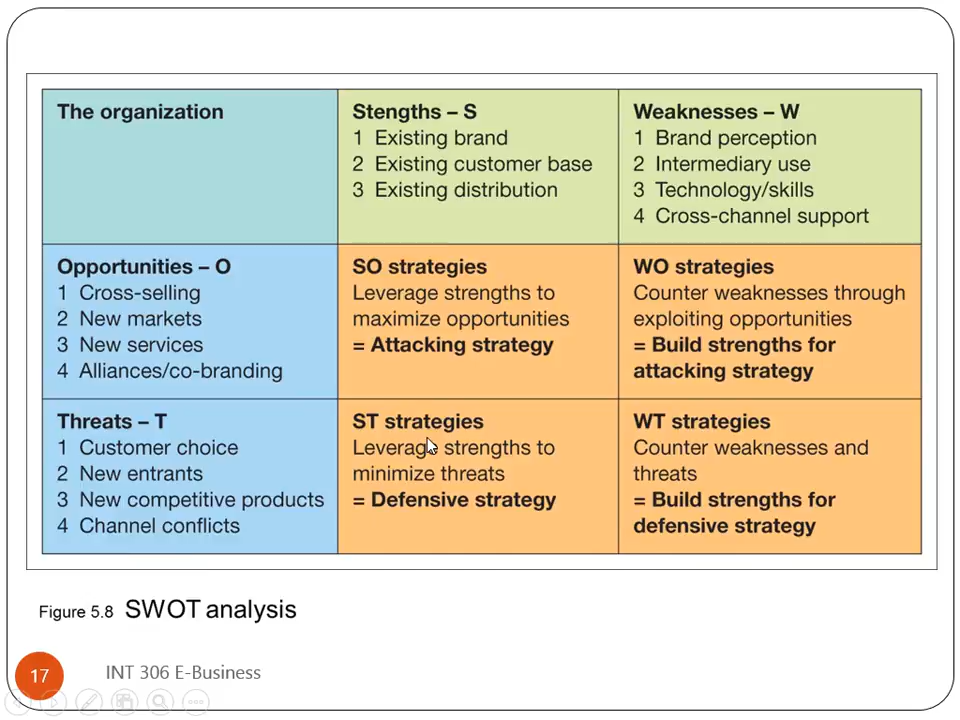 The organization
Stengths – S
1 Existing brand
2 Existing customer base
3 Existing distribution
Weaknesses – W
1 Brand perception
2 Intermediary use
3 Technology/skills
4 Cross-channel support
Opportunities – O
1 Cross-selling
2 New markets
3 New services
4 Alliances/co-branding
SO strategies
Leverage strengths to
maximize opportunities
= Attacking strategy
WO strategies
Counter weaknesses through
exploiting opportunities
= Build strengths for
attacking strategy
Threats – T
1 Customer choice
2 New entrants
3 New competitive products
4 Channel conflicts
ST strategies
Leverage strengths to
minimize threats
= Defensive strategy
WT strategies
Counter weaknesses and
threats
= Build strengths for
defensive strategy
Figure 5.8 SWOT analysis
17 INT 306 E-Business